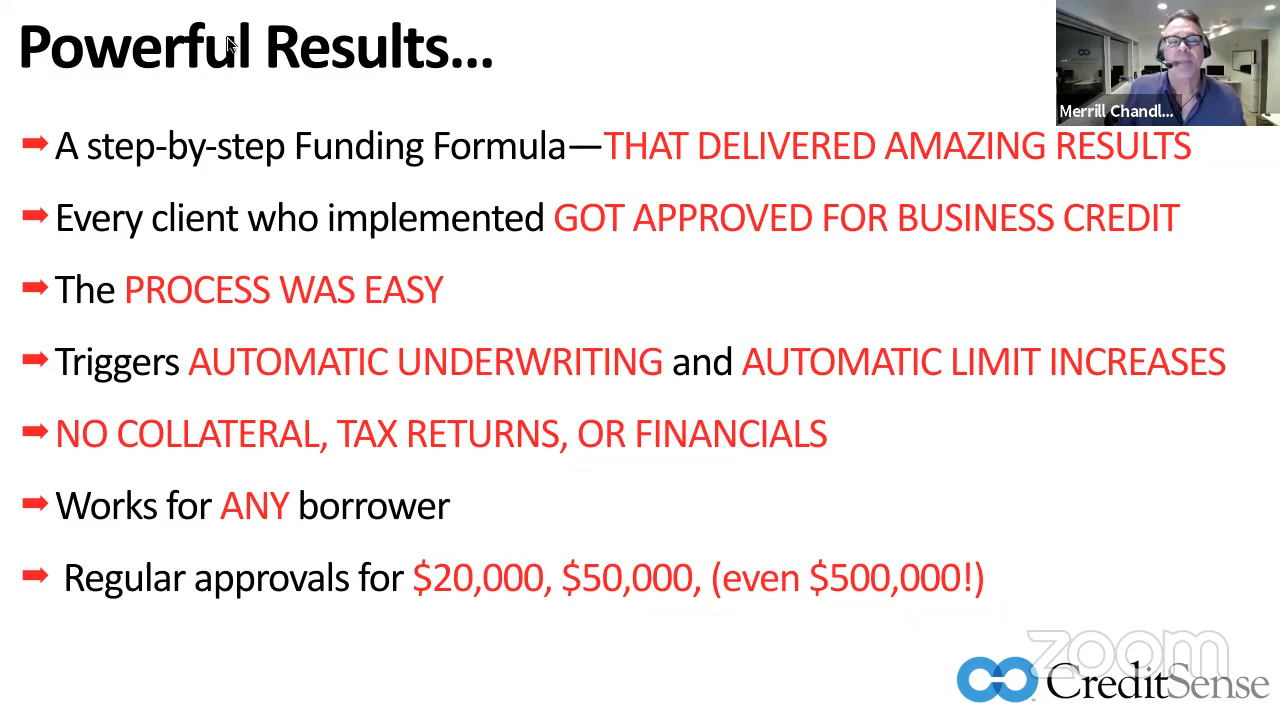 Powerful Results...
Merrill Chandl...
A step-by-step Funding Formula—THAT DELIVERED AMAZING RESULTS
Every client who implemented GOT APPROVED FOR BUSINESS CREDIT
The PROCESS WAS EASY
Triggers AUTOMATIC UNDERWRITING and AUTOMATIC LIMIT INCREASES
NO COLLATERAL, TAX RETURNS, OR FINANCIALS
Works for ANY borrower
Regular approvals for $20,000, $50,000, (even $500,000!)
zoom
CreditSense